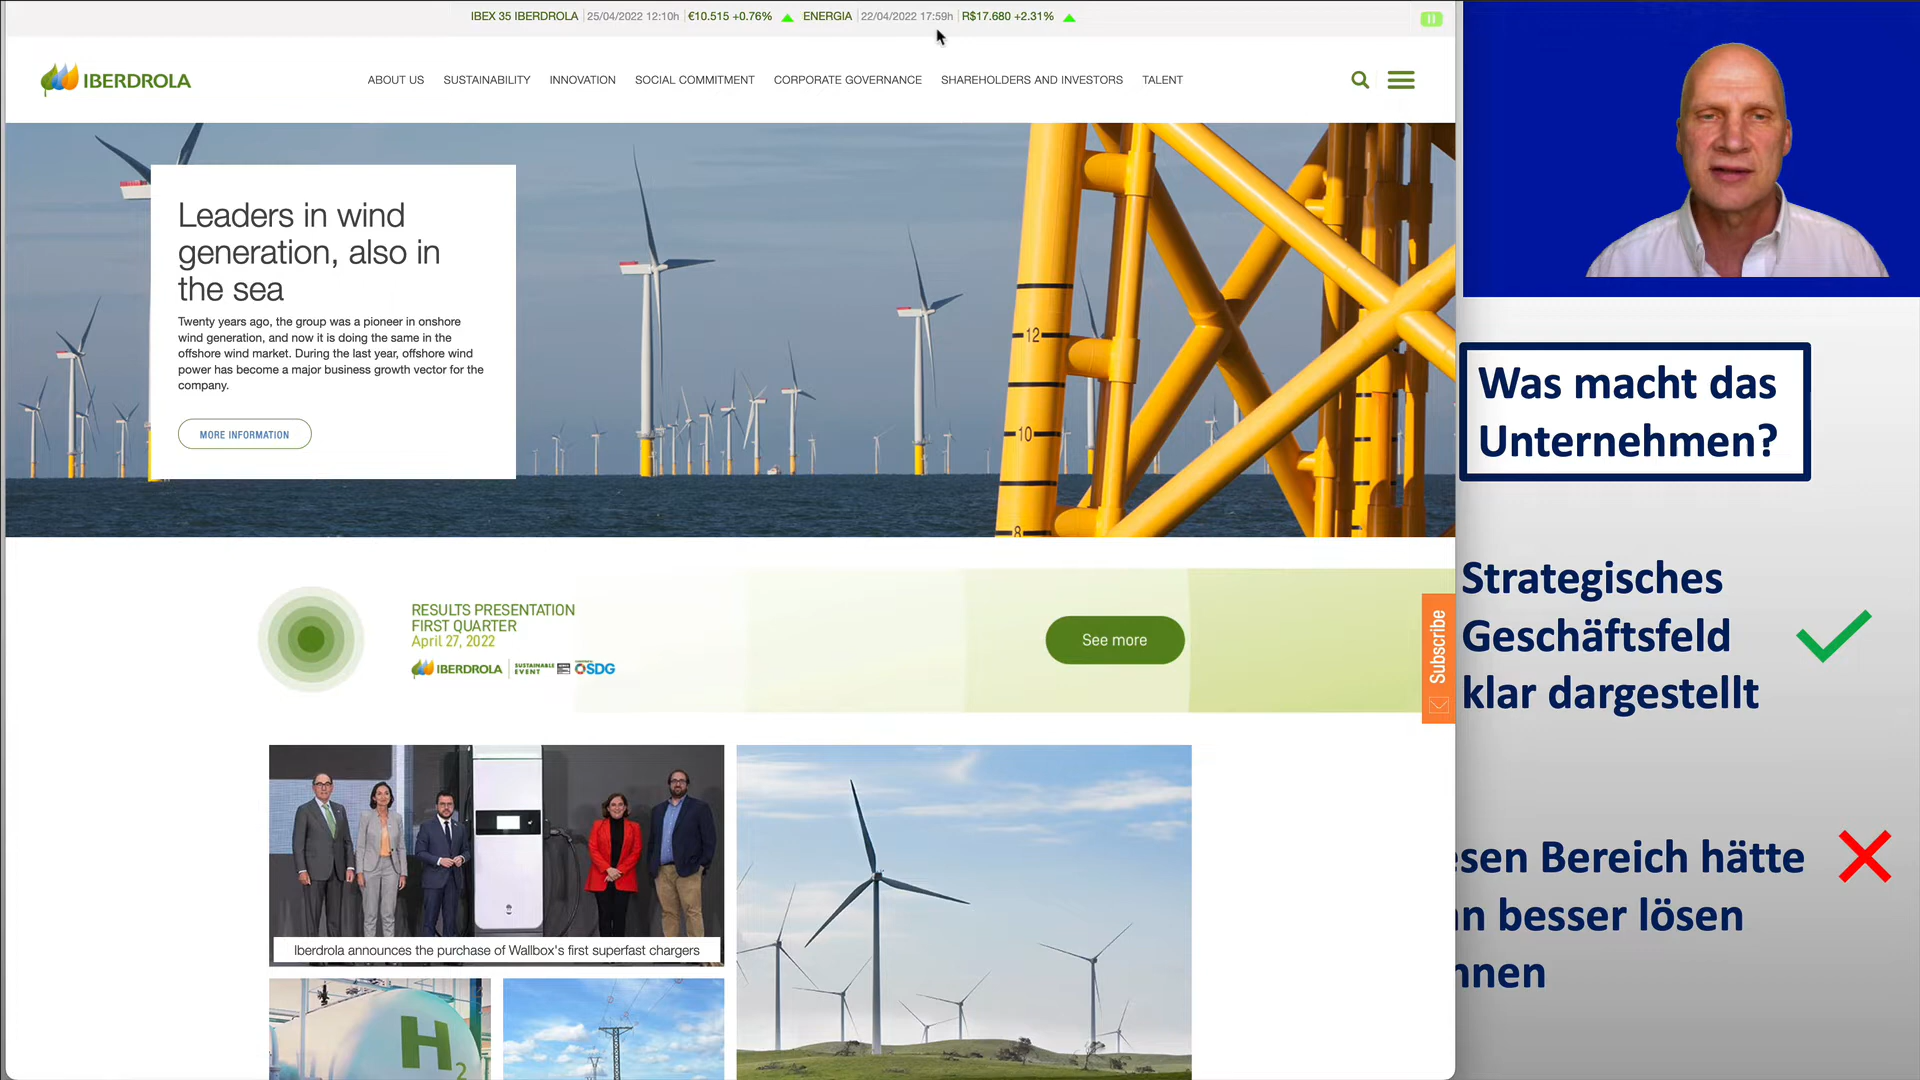 IBEX 35 IBERDROLA 25/04/2022 12:10h €10.515 +0.76% ENERGIA 22/04/2022 17:59h R$17.680 +2.31%
IBERDROLA
ABOUT US SUSTAINABILITY INNOVATION SOCIAL COMMITMENT CORPORATE GOVERNANCE SHAREHOLDERS AND INVESTORS TALENT
Leaders in wind
generation, also in
the sea
Twenty years ago, the group was a pioneer in onshore
wind generation, and now it is doing the same in the
offshore wind market. During the last year, offshore wind
power has become a major business growth vector for the
company.
MORE INFORMATION
12
10
8
RESULTS PRESENTATION
FIRST QUARTER
April 27, 2022
IBERDROLA
SUSTAINABLE
EVENT
SDG
See more
Subscribe
Iberdrola announces the purchase of Wallbox's first superfast chargers
H2
Was macht das
Unternehmen?
Strategisches
Geschäftsfeld
klar dargestellt
esen Bereich hätte
n besser lösen
nnen